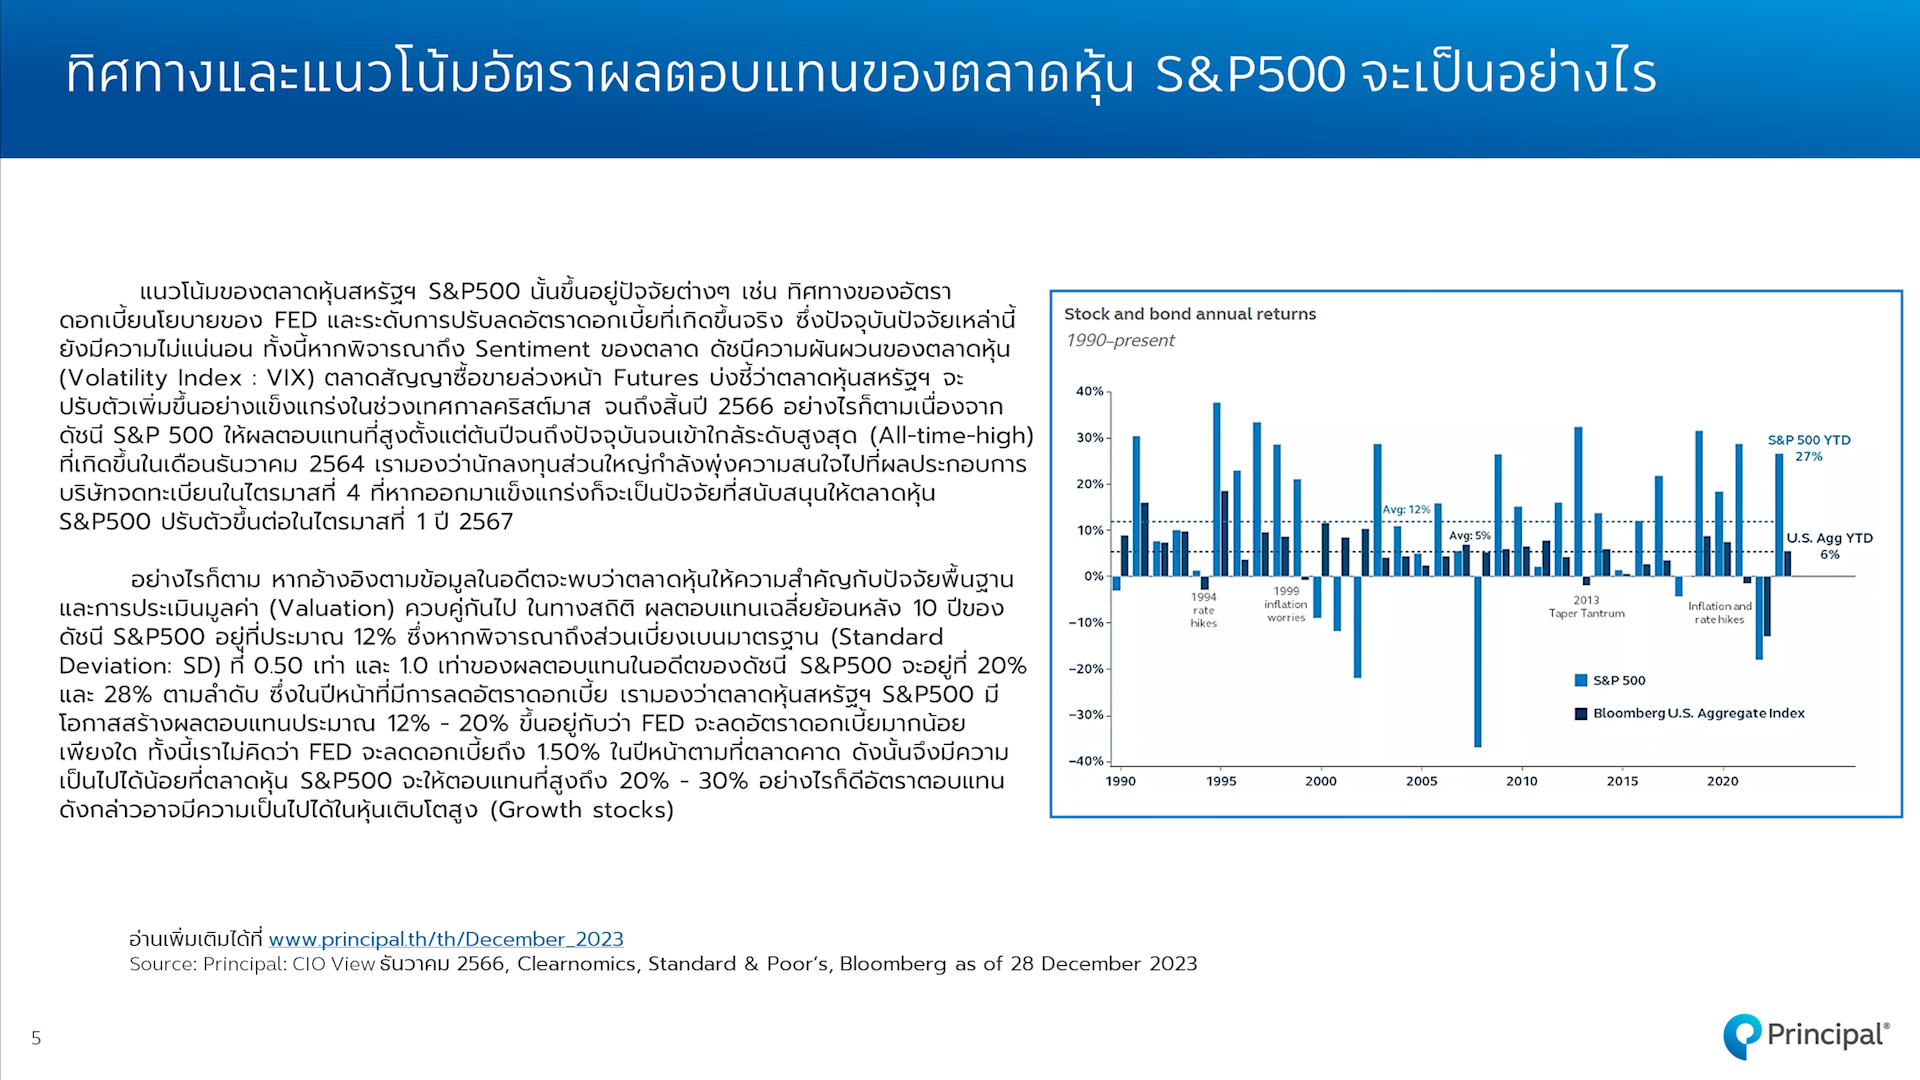 ทิศทางและแนวโน้มอัตราผลตอบแทนของตลาดหุ้น S&P500 จะเป็นอย่างไร
แนวโน้มของตลาดหุ้นสหรัฐฯ S&P500 นั้นขึ้นอยู่ปัจจัยต่างๆ เช่น ทิศทางของอัตรา
ดอกเบี้ยนโยบายของ FED และระดับการปรับลดอัตราดอกเบี้ยที่เกิดขึ้นจริง ซึ่งปัจจุบันปัจจัยเหล่านี้
ยังมีความไม่แน่นอน ทั้งนี้หากพิจารณาถึง Sentiment ของตลาด ดัชนีความผันผวนของตลาดหุ้น
(Volatility Index : VIX) ตลาดสัญญาซื้อขายล่วงหน้า Futures บ่งชี้ว่าตลาดหุ้นสหรัฐฯ จะ
ปรับตัวเพิ่มขึ้นอย่างแข็งแกร่งในช่วงเทศกาลคริสต์มาส จนถึงสิ้นปี 2566 อย่างไรก็ตามเนื่องจาก
ดัชนี S&P 500 ให้ผลตอบแทนที่สูงตั้งแต่ต้นปีจนถึงปัจจุบันจนเข้าใกล้ระดับสูงสุด (All-time-high)
ที่เกิดขึ้นในเดือนธันวาคม 2564 เรามองว่านักลงทุนส่วนใหญ่กำลังพุ่งความสนใจไปที่ผลประกอบการ
บริษัทจดทะเบียนในไตรมาสที่ 4 ที่หากออกมาแข็งแกร่งก็จะเป็นปัจจัยที่สนับสนุนให้ตลาดหุ้น
S&P500 ปรับตัวขึ้นต่อในไตรมาสที่ 1 ปี 2567
อย่างไรก็ตาม หากอ้างอิงตามข้อมูลในอดีตจะพบว่าตลาดหุ้นให้ความสำคัญกับปัจจัยพื้นฐาน
และการประเมินมูลค่า (Valuation) ควบคู่กันไป ในทางสถิติ ผลตอบแทนเฉลี่ยย้อนหลัง 10 ปีของ
ดัชนี S&P500 อยู่ที่ประมาณ 12% ซึ่งหากพิจารณาถึงส่วนเบี่ยงเบนมาตรฐาน (Standard
Deviation: SD) ที่ 0.50 เท่า และ 1.0 เท่าของผลตอบแทนในอดีตของดัชนี S&P500 จะอยู่ที่ 20%
และ 28% ตามลำดับ ซึ่งในปีหน้าที่มีการลดอัตราดอกเบี้ย เรามองว่าตลาดหุ้นสหรัฐฯ S&P500 มี
โอกาสสร้างผลตอบแทนประมาณ 12% - 20% ขึ้นอยู่กับว่า FED จะลดอัตราดอกเบี้ยมากน้อย
เพียงใด ทั้งนี้เราไม่คิดว่า FED จะลดดอกเบี้ยถึง 1.50% ในปีหน้าตามที่ตลาดคาด ดังนั้นจึงมีความ
เป็นไปได้น้อยที่ตลาดหุ้น S&P500 จะให้ตอบแทนที่สูงถึง 20% - 30% อย่างไรก็ดีอัตราตอบแทน
ดังกล่าวอาจมีความเป็นไปได้ในหุ้นเติบโตสูง (Growth stocks)
Stock and bond annual returns
1990–present
40%
30%
20%
10%
0%
–10%
–20%
–30%
–40%
1990 1995 2000 2005 2010 2015 2020
Avg: 12%
Avg: 5%
S&P 500 YTD
27%
U.S. Agg YTD
6%
1994
rate
hikes
1999
inflation
worries
2013
Taper Tantrum
Inflation and
rate hikes
S&P 500
Bloomberg U.S. Aggregate Index
อ่านเพิ่มเติมได้ที่ www.principal.th/th/December_2023
Source: Principal: CIO View ธันวาคม 2566, Clearnomics, Standard & Poor’s, Bloomberg as of 28 December 2023
5
Principal®